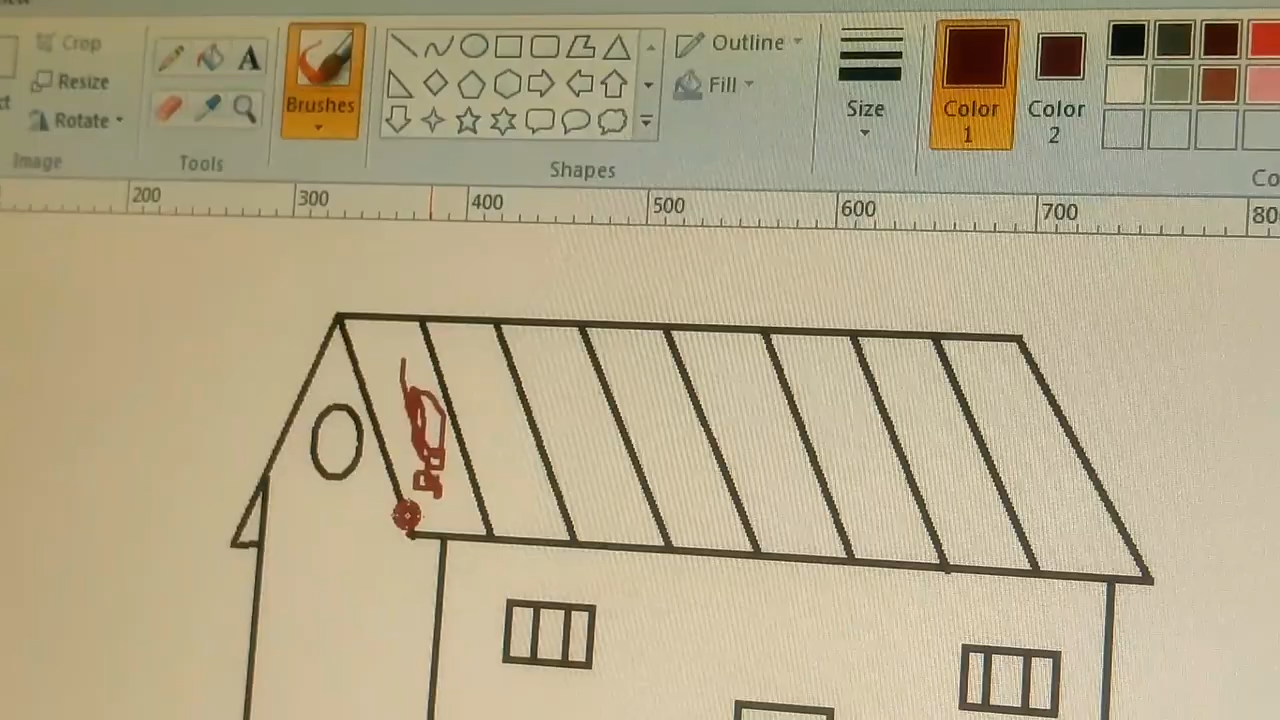 Crop
Resize
Rotate
Image
A
Tools
Brushes
Shapes
Outline
Fill
Size
Color
1
Color
2
200
300
400
500
600
700
80